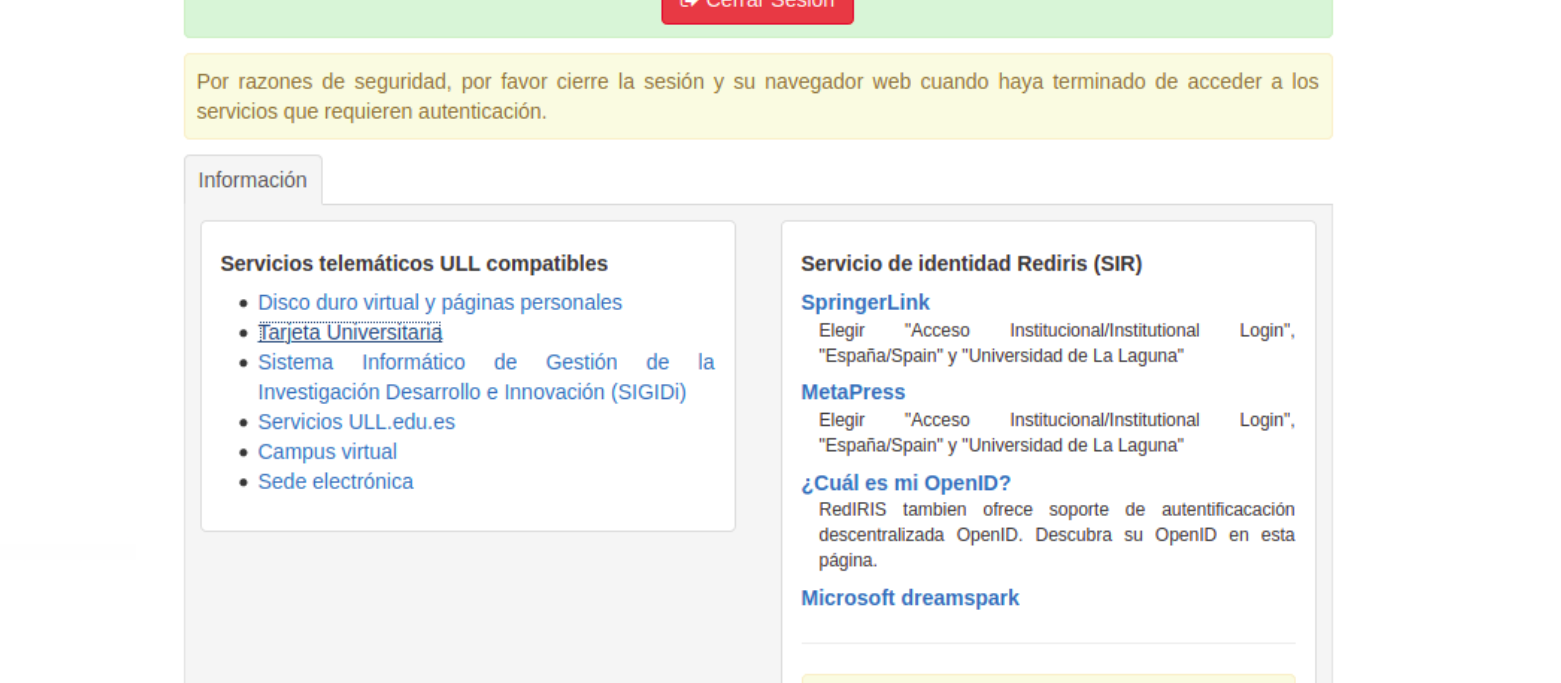 Cerrar Sesión
Por razones de seguridad, por favor cierre la sesión y su navegador web cuando haya terminado de acceder a los
servicios que requieren autenticación.
Información
Servicios telemáticos ULL compatibles
Disco duro virtual y páginas personales
Tarjeta Universitaria
Sistema Informático de Gestión de la
Investigación Desarrollo e Innovación (SIGIDi)
Servicios ULL.edu.es
Campus virtual
Sede electrónica
Servicio de identidad Rediris (SIR)
SpringerLink
Elegir "Acceso Institucional/Institutional Login",
"España/Spain" y "Universidad de La Laguna"
MetaPress
Elegir "Acceso Institucional/Institutional Login",
"España/Spain" y "Universidad de La Laguna"
¿Cuál es mi OpenID?
RedIRIS tambien ofrece soporte de autentificacación
descentralizada OpenID. Descubra su OpenID en esta
página.
Microsoft dreamspark